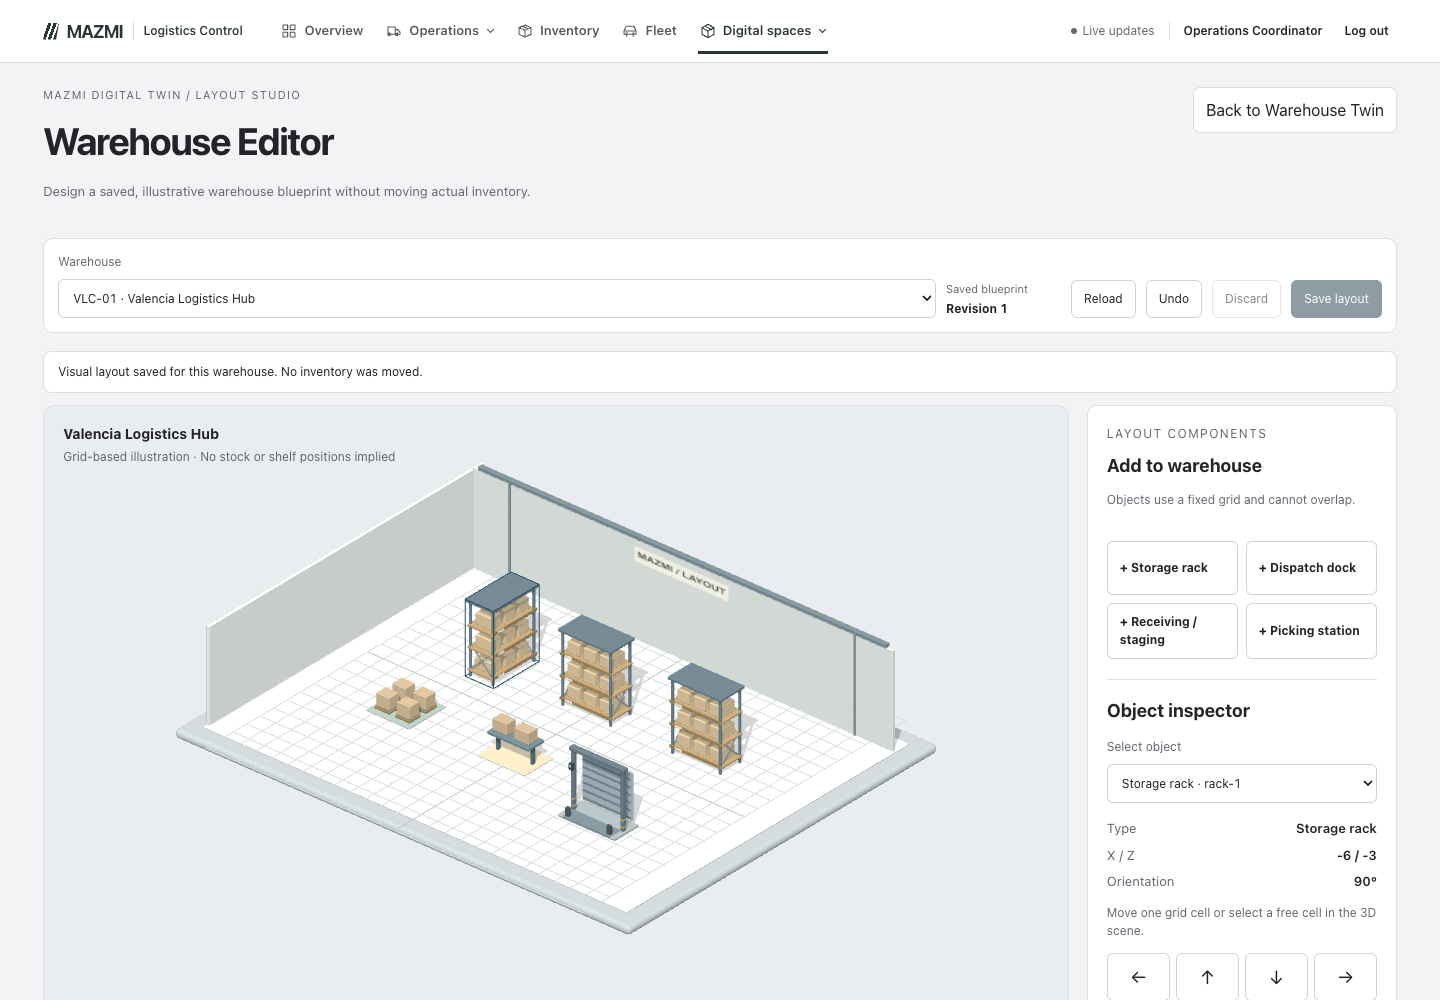 MAZMI
Logistics Control
Overview
Operations
Inventory
Fleet
Digital spaces
Live updates
Operations Coordinator
Log out
MAZMI DIGITAL TWIN / LAYOUT STUDIO
Back to Warehouse Twin
Warehouse Editor
Design a saved, illustrative warehouse blueprint without moving actual inventory.
Warehouse
VLC-01 · Valencia Logistics Hub
Saved blueprint
Revision 1
Reload
Undo
Discard
Save layout
Visual layout saved for this warehouse. No inventory was moved.
Valencia Logistics Hub
Grid-based illustration · No stock or shelf positions implied
MAZMI / LAYOUT
LAYOUT COMPONENTS
Add to warehouse
Objects use a fixed grid and cannot overlap.
+ Storage rack
+ Dispatch dock
+ Receiving /
staging
+ Picking station
Object inspector
Select object
Storage rack · rack-1
Type
Storage rack
X / Z
-6 / -3
Orientation
90°
Move one grid cell or select a free cell in the 3D
scene.